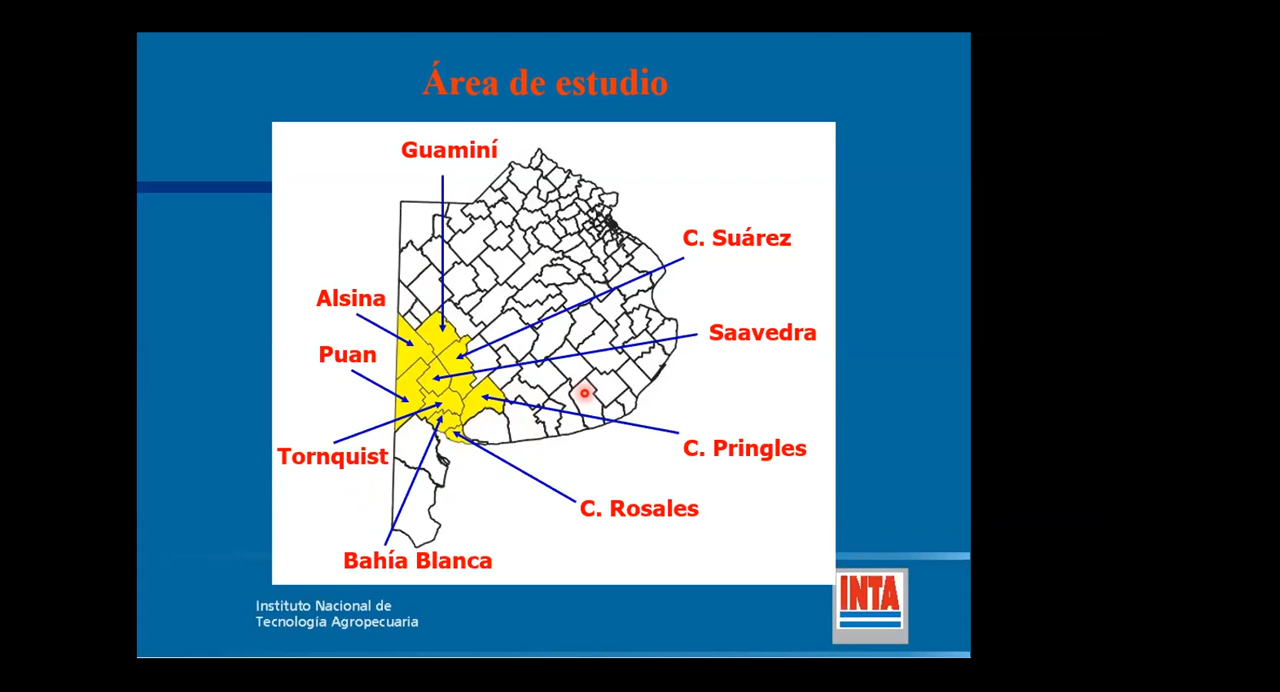 Área de estudio
Guaminí
C. Suárez
Alsina
Saavedra
Puan
C. Pringles
Tornquist
C. Rosales
Bahía Blanca
Instituto Nacional de
Tecnología Agropecuaria
INTA